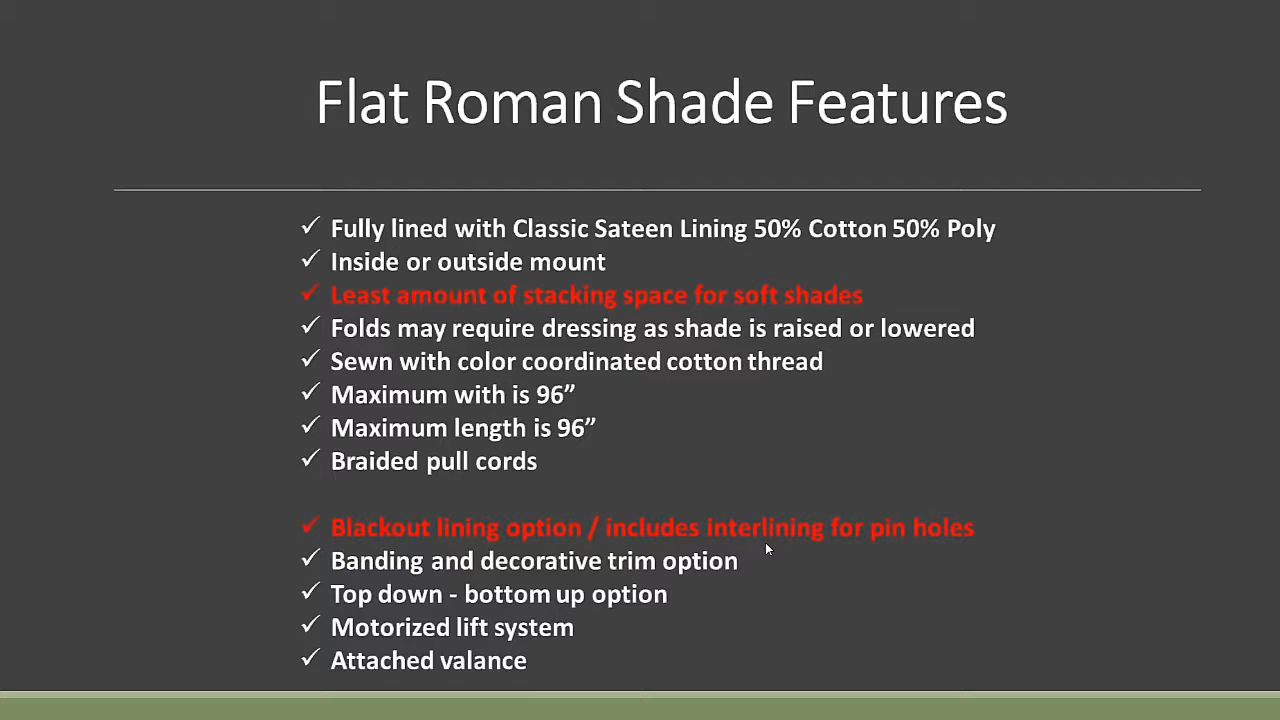 Flat Roman Shade Features
✓ Fully lined with Classic Sateen Lining 50% Cotton 50% Poly
✓ Inside or outside mount
✓ Least amount of stacking space for soft shades
✓ Folds may require dressing as shade is raised or lowered
✓ Sewn with color coordinated cotton thread
✓ Maximum with is 96”
✓ Maximum length is 96”
✓ Braided pull cords
✓ Blackout lining option / includes interlining for pin holes
✓ Banding and decorative trim option
✓ Top down - bottom up option
✓ Motorized lift system
✓ Attached valance